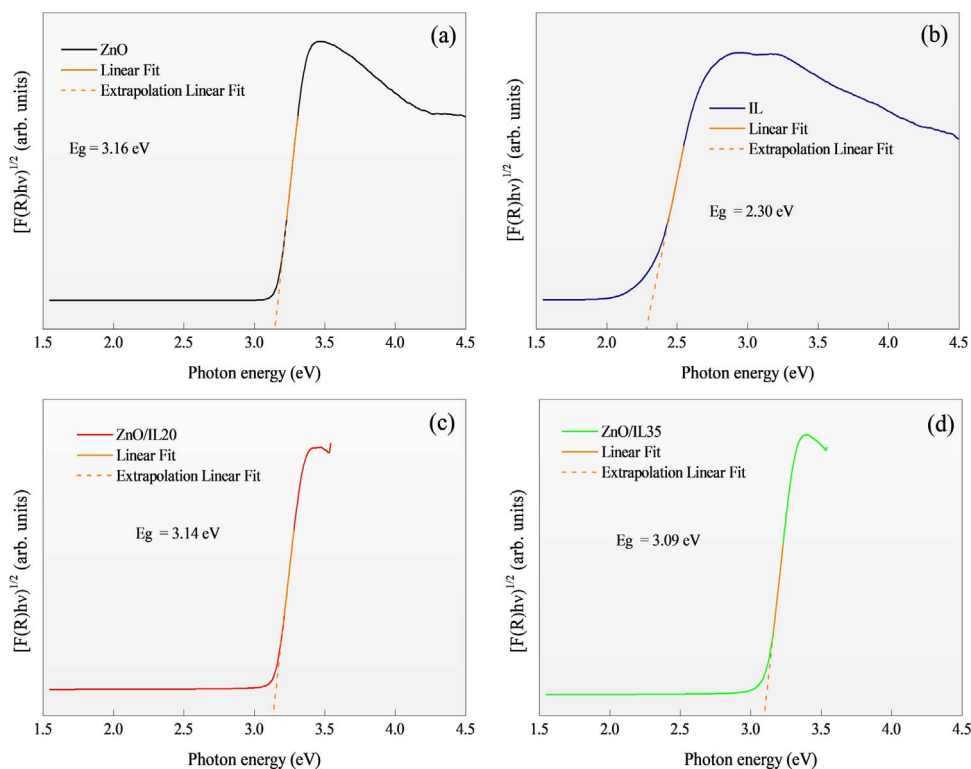 (a)
ZnO
Linear Fit
Extrapolation Linear Fit
Eg = 3.16 eV
[F(R)hν)^1/2 (arb. units)
1.5 2.0 2.5 3.0 3.5 4.0 4.5
Photon energy (eV)
(b)
IL
Linear Fit
Extrapolation Linear Fit
Eg = 2.30 eV
[F(R)hν)^1/2 (arb. units)
1.5 2.0 2.5 3.0 3.5 4.0 4.5
Photon energy (eV)
(c)
ZnO/IL20
Linear Fit
Extrapolation Linear Fit
Eg = 3.14 eV
[F(R)hν)^1/2 (arb. units)
1.5 2.0 2.5 3.0 3.5 4.0 4.5
Photon energy (eV)
(d)
ZnO/IL35
Linear Fit
Extrapolation Linear Fit
Eg = 3.09 eV
[F(R)hν)^1/2 (arb. units)
1.5 2.0 2.5 3.0 3.5 4.0 4.5
Photon energy (eV)